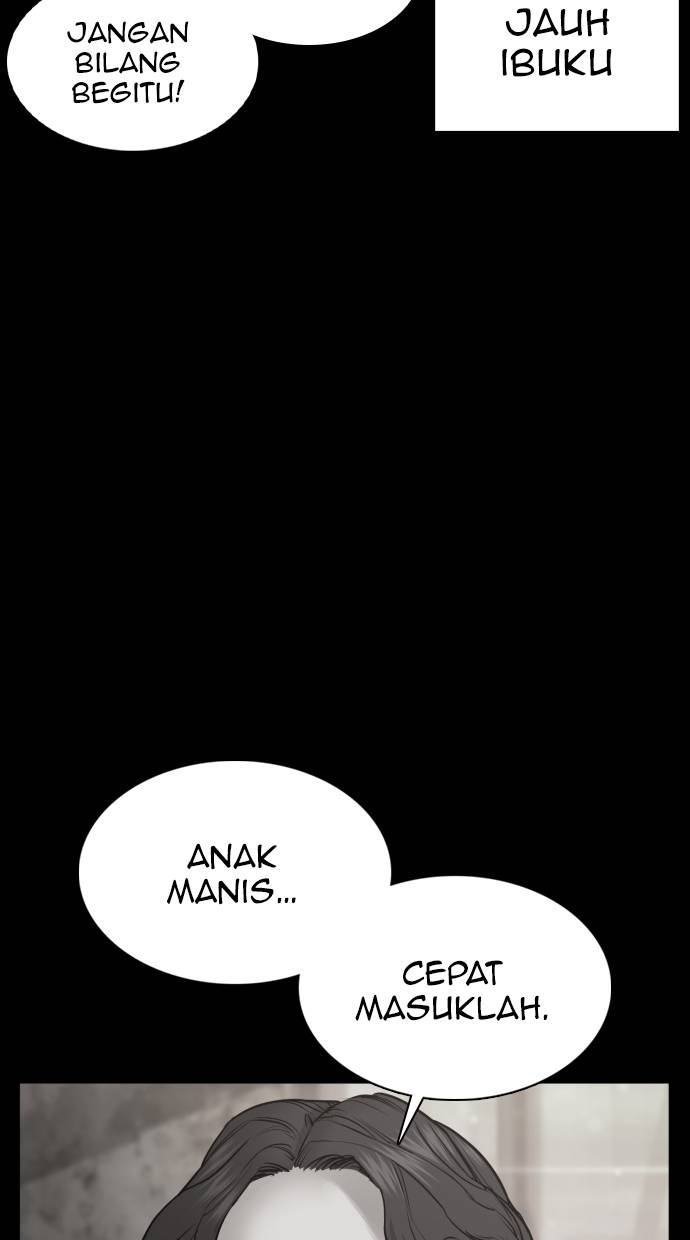 JANGAN
BILANG
BEGITU!
JAUH
IBUKU
ANAK
MANIS...
CEPAT
MASUKLAH.